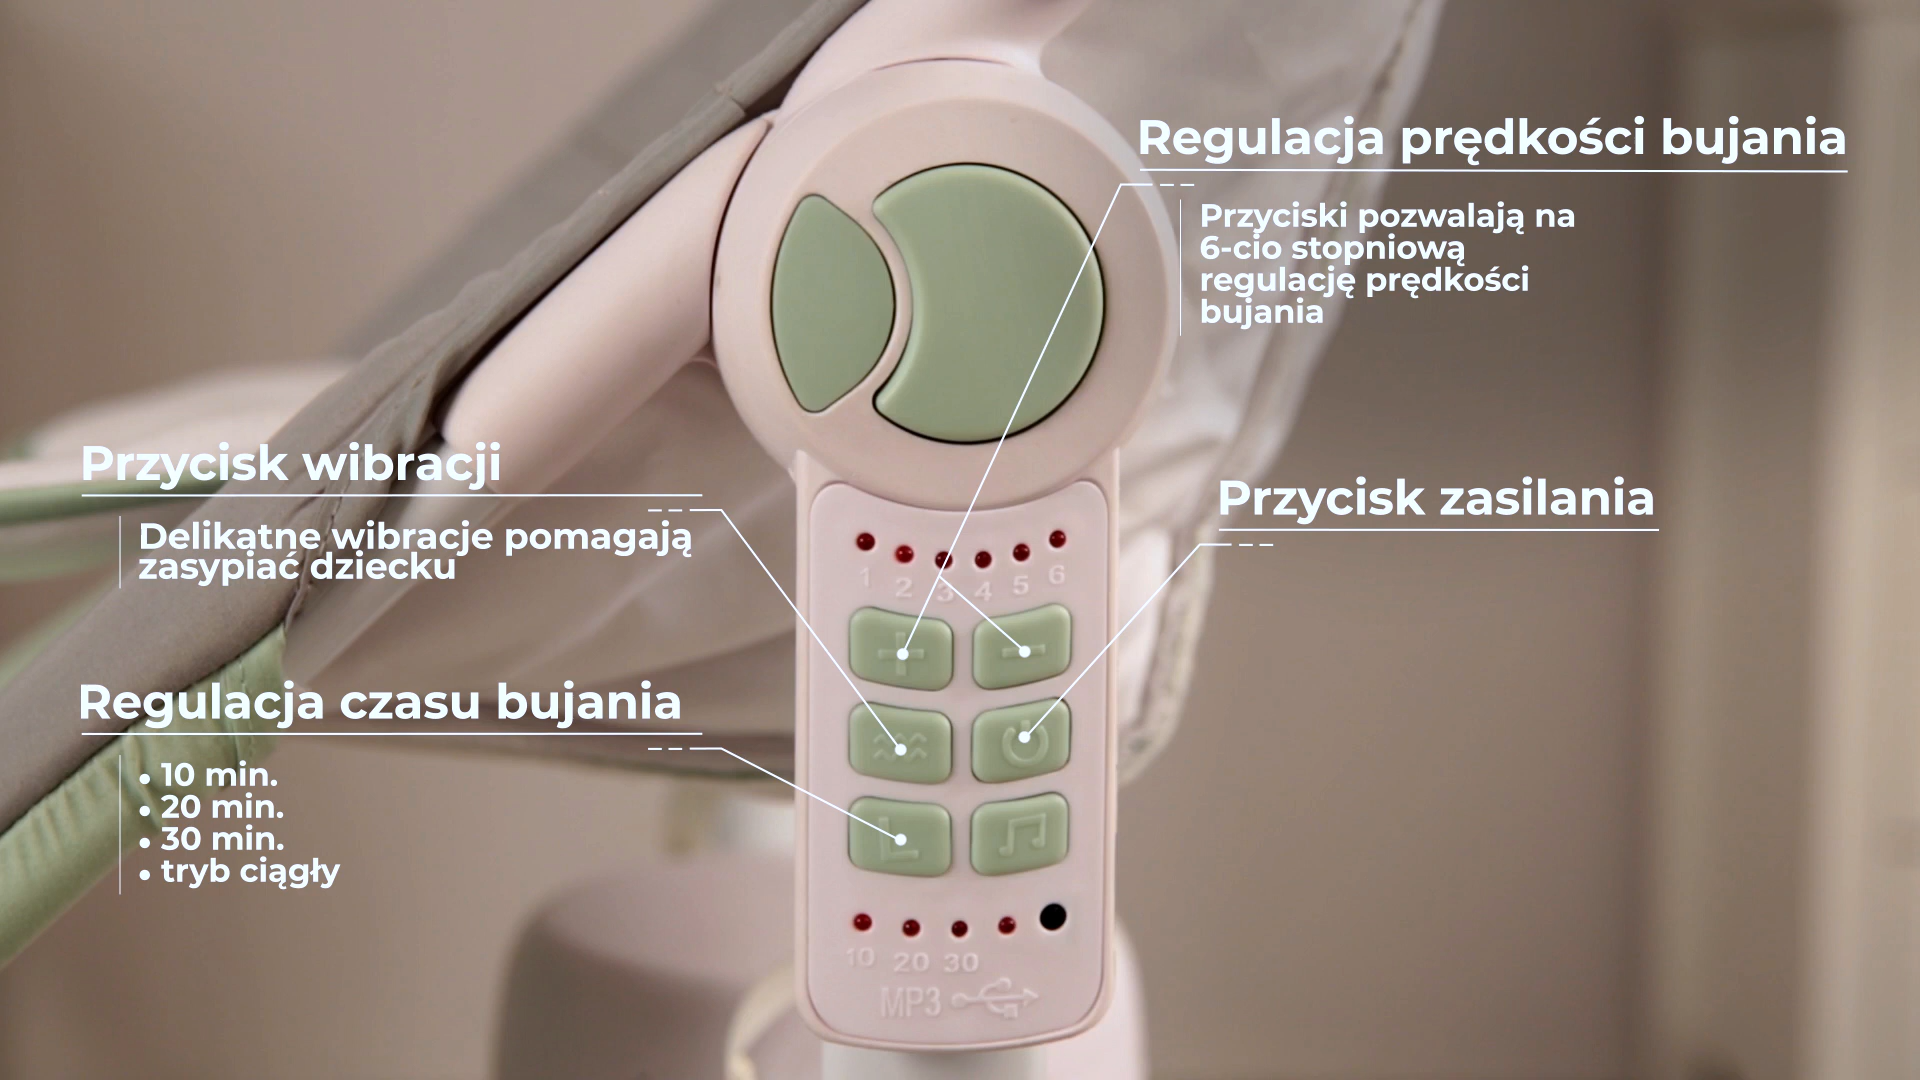 Regulacja prędkości bujania
Przyciski pozwalają na
6-cio stopniową
regulację prędkości
bujania
Przycisk wibracji
Delikatne wibracje pomagają
zasypiać dziecku
Przycisk zasilania
Regulacja czasu bujania
• 10 min.
• 20 min.
• 30 min.
• tryb ciągły
1 2 3 4 5 6
10 20 30
MP3